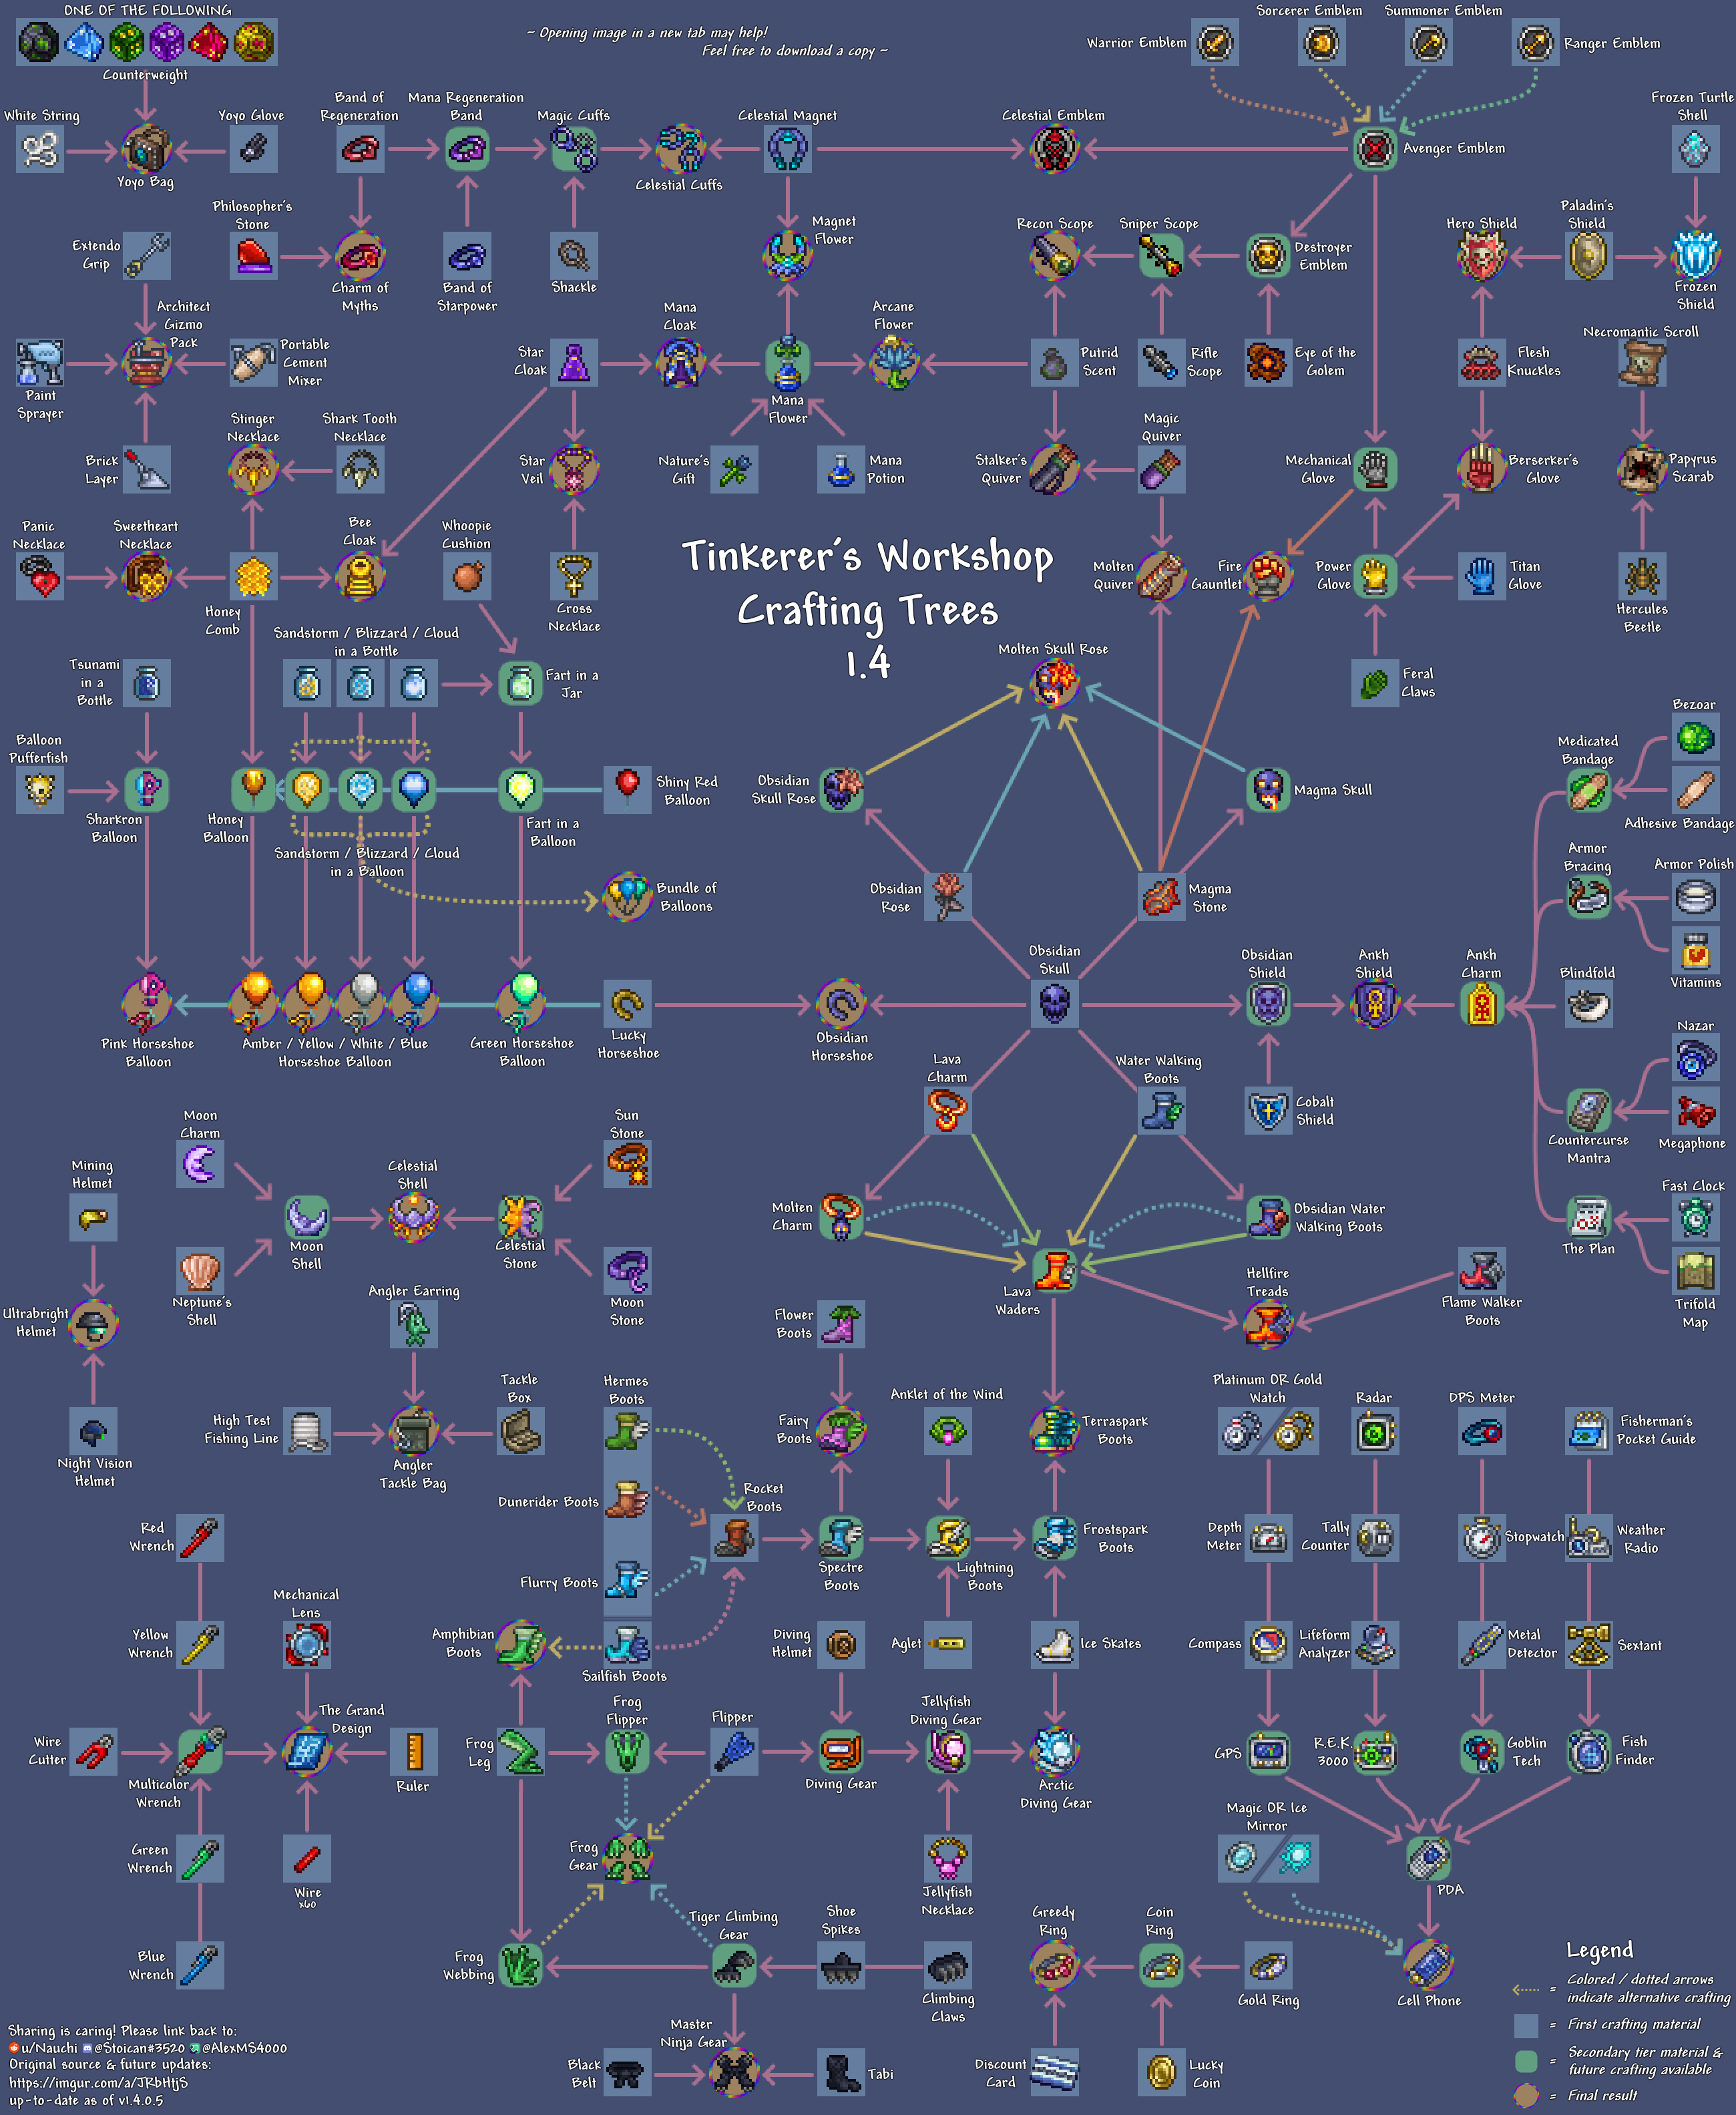 ONE OF THE FOLLOWING
Counterweight
~ Opening image in a new tab may help!
Feel free to download a copy ~
Sorcerer Emblem
Summoner Emblem
Warrior Emblem
Ranger Emblem
White String
Yoyo Glove
Yoyo Bag
Band of
Regeneration
Mana Regeneration
Band
Magic Cuffs
Celestial Cuffs
Celestial Magnet
Celestial Emblem
Avenger Emblem
Frozen Turtle
Shell
Extendo
Grip
Philosopher's
Stone
Charm of
Myths
Band of
Starpower
Shackle
Magnet
Flower
Recon Scope
Sniper Scope
Destroyer
Emblem
Hero Shield
Paladin's
Shield
Frozen
Shield
Architect
Gizmo
Pack
Paint
Sprayer
Portable
Cement
Mixer
Star
Cloak
Mana
Cloak
Mana
Flower
Arcane
Flower
Putrid
Scent
Rifle
Scope
Eye of the
Golem
Flesh
Knuckles
Necromantic Scroll
Brick
Layer
Stinger
Necklace
Shark Tooth
Necklace
Star
Veil
Nature's
Gift
Mana
Potion
Stalker's
Quiver
Magic
Quiver
Mechanical
Glove
Berserker's
Glove
Papyrus
Scarab
Panic
Necklace
Sweetheart
Necklace
Honey
Comb
Bee
Cloak
Whoopie
Cushion
Cross
Necklace
Tinkerer's Workshop
Crafting Trees
1.4
Molten
Quiver
Fire
Gauntlet
Power
Glove
Titan
Glove
Hercules
Beetle
Feral
Claws
Tsunami
in a
Bottle
Sandstorm / Blizzard / Cloud
in a Bottle
Fart in a
Jar
Molten Skull Rose
Balloon
Pufferfish
Sharkron
Balloon
Honey
Balloon
Sandstorm / Blizzard / Cloud
in a Balloon
Fart in a
Balloon
Shiny Red
Balloon
Bundle of
Balloons
Obsidian
Skull Rose
Magma Skull
Obsidian
Rose
Magma
Stone
Medicated
Bandage
Bezoar
Adhesive Bandage
Armor
Bracing
Armor Polish
Vitamins
Pink Horseshoe
Balloon
Amber / Yellow / White / Blue
Horseshoe Balloon
Green Horseshoe
Balloon
Lucky
Horseshoe
Obsidian
Horseshoe
Obsidian
Skull
Obsidian
Shield
Ankh
Shield
Ankh
Charm
Blindfold
Nazar
Megaphone
Countercurse
Mantra
Fast Clock
The Plan
Trifold
Map
Lava
Charm
Water Walking
Boots
Cobalt
Shield
Moon
Charm
Mining
Helmet
Celestial
Shell
Sun
Stone
Moon
Shell
Celestial
Stone
Neptune's
Shell
Moon
Stone
Molten
Charm
Obsidian Water
Walking Boots
Lava
Waders
Hellfire
Treads
Flame Walker
Boots
Ultrabright
Helmet
Night Vision
Helmet
Angler Earring
High Test
Fishing Line
Angler
Tackle Bag
Tackle
Box
Flower
Boots
Hermes
Boots
Fairy
Boots
Anklet of the Wind
Terraspark
Boots
Dunerider Boots
Rocket
Boots
Flurry Boots
Spectre
Boots
Lightning
Boots
Frostspark
Boots
Platinum OR Gold
Watch
Radar
DPS Meter
Fisherman's
Pocket Guide
Depth
Meter
Tally
Counter
Stopwatch
Weather
Radio
Compass
Lifeform
Analyzer
Metal
Detector
Sextant
GPS
R.E.K.
3000
Goblin
Tech
Fish
Finder
Red
Wrench
Yellow
Wrench
Mechanical
Lens
The Grand
Design
Wire
Cutter
Multicolor
Wrench
Ruler
Green
Wrench
Wire
x60
Blue
Wrench
Amphibian
Boots
Sailfish Boots
Diving
Helmet
Aglet
Ice Skates
Frog
Leg
Frog
Flipper
Flipper
Diving Gear
Jellyfish
Diving Gear
Arctic
Diving Gear
Frog
Gear
Jellyfish
Necklace
Magic OR Ice
Mirror
PDA
Frog
Webbing
Tiger Climbing
Gear
Shoe
Spikes
Climbing
Claws
Greedy
Ring
Coin
Ring
Gold Ring
Cell Phone
Master
Ninja Gear
Black
Belt
Tabi
Discount
Card
Lucky
Coin
Legend
= Colored / dotted arrows
indicate alternative crafting
= First crafting material
= Secondary tier material &
future crafting available
= Final result
Sharing is caring! Please link back to:
u/Nauchi @Stoican#3520 @AlexMS4000
Original source & future updates:
https://imgur.com/a/JRbHtjS
up-to-date as of v1.4.0.5